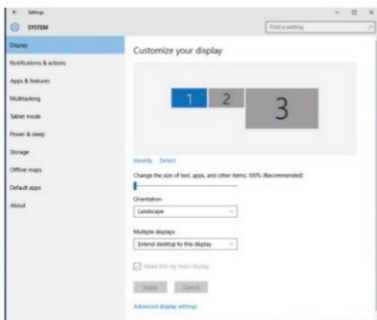 Settings
SYSTEM
Find a setting
Display
Notifications & actions
Apps & features
Multitasking
Tablet mode
Power & sleep
Storage
Offline maps
Default apps
About
Customize your display
1 2 3
Identify Detect
Change the size of text, apps, and other items: 100% (Recommended)
Orientation
Landscape
Multiple displays
Extend desktop to this display
Make this my main display
Apply Cancel
Advanced display settings